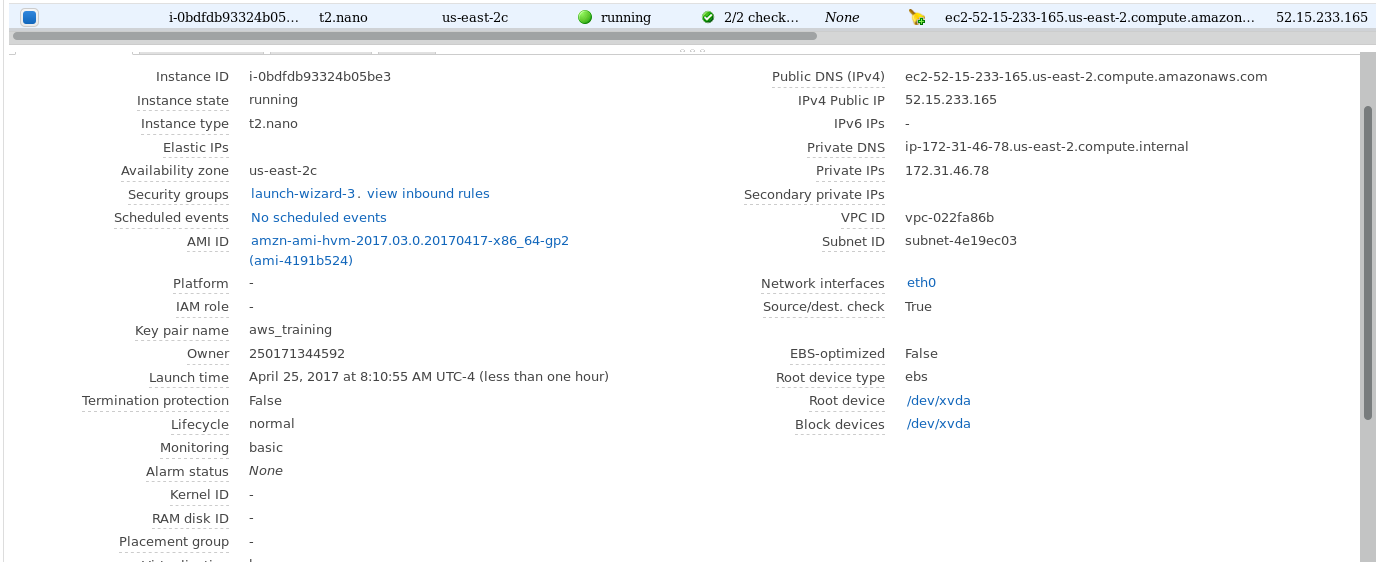 i-0bdfdb93324b05... t2.nano us-east-2c running 2/2 check... None ec2-52-15-233-165.us-east-2.compute.amazon... 52.15.233.165
Instance ID i-0bdfdb93324b05be3
Instance state running
Instance type t2.nano
Elastic IPs
Availability zone us-east-2c
Security groups launch-wizard-3. view inbound rules
Scheduled events No scheduled events
AMI ID amzn-ami-hvm-2017.03.0.20170417-x86_64-gp2
(ami-4191b524)
Platform -
IAM role -
Key pair name aws_training
Owner 250171344592
Launch time April 25, 2017 at 8:10:55 AM UTC-4 (less than one hour)
Termination protection False
Lifecycle normal
Monitoring basic
Alarm status None
Kernel ID -
RAM disk ID -
Placement group -
Public DNS (IPv4) ec2-52-15-233-165.us-east-2.compute.amazonaws.com
IPv4 Public IP 52.15.233.165
IPv6 IPs -
Private DNS ip-172-31-46-78.us-east-2.compute.internal
Private IPs 172.31.46.78
Secondary private IPs
VPC ID vpc-022fa86b
Subnet ID subnet-4e19ec03
Network interfaces eth0
Source/dest. check True
EBS-optimized False
Root device type ebs
Root device /dev/xvda
Block devices /dev/xvda